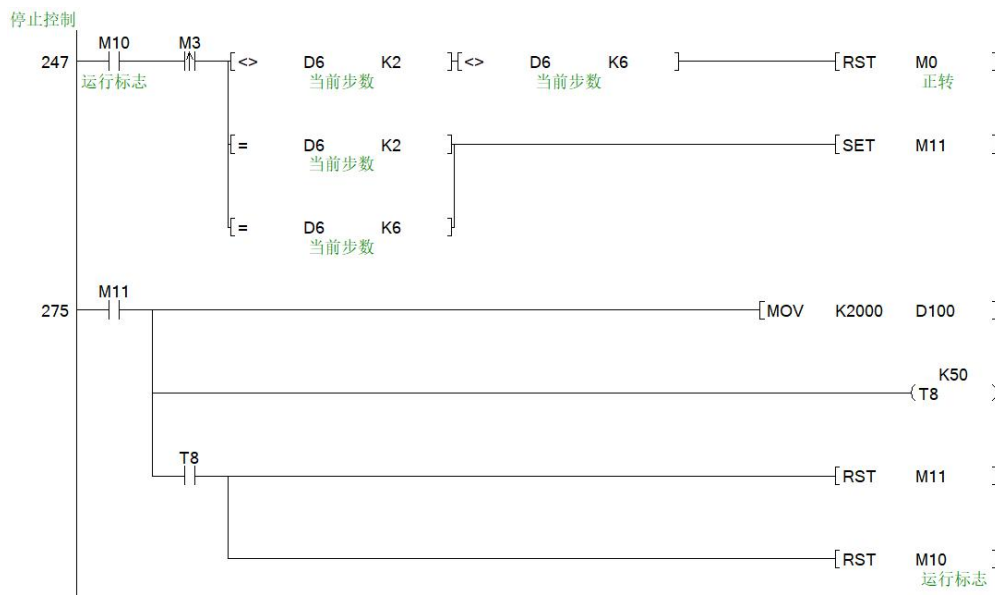 停止控制
M10 M3
247 <> D6 K2 <> D6 K6 RST M0
运行标志 当前步数 当前步数 正转
= D6 K2 SET M11
当前步数
= D6 K6
当前步数
M11
275 MOV K2000 D100
K50
T8
T8
RST M11
RST M10
运行标志